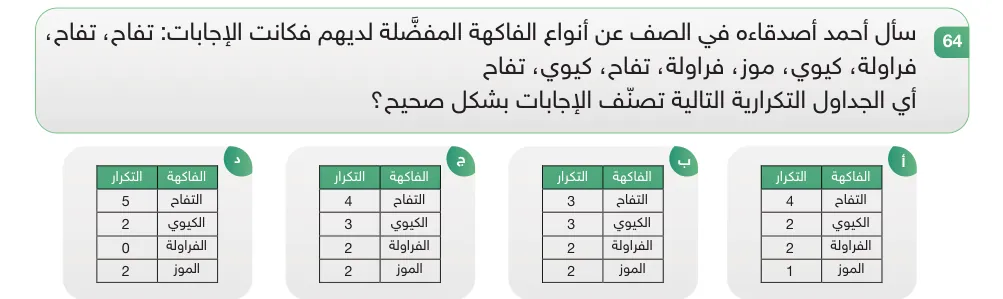 64
سأل أحمد أصدقاءه في الصف عن أنواع الفاكهة المفضَّلة لديهم فكانت الإجابات: تفاح، تفاح،
فراولة، كيوي، موز، فراولة، تفاح، كيوي، تفاح
أي الجداول التكرارية التالية تصنّف الإجابات بشكل صحيح؟
أ
الفاكهة التكرار
التفاح 4
الكيوي 2
الفراولة 2
الموز 1
ب
الفاكهة التكرار
التفاح 3
الكيوي 3
الفراولة 2
الموز 2
ج
الفاكهة التكرار
التفاح 4
الكيوي 3
الفراولة 2
الموز 2
د
الفاكهة التكرار
التفاح 5
الكيوي 2
الفراولة 0
الموز 2